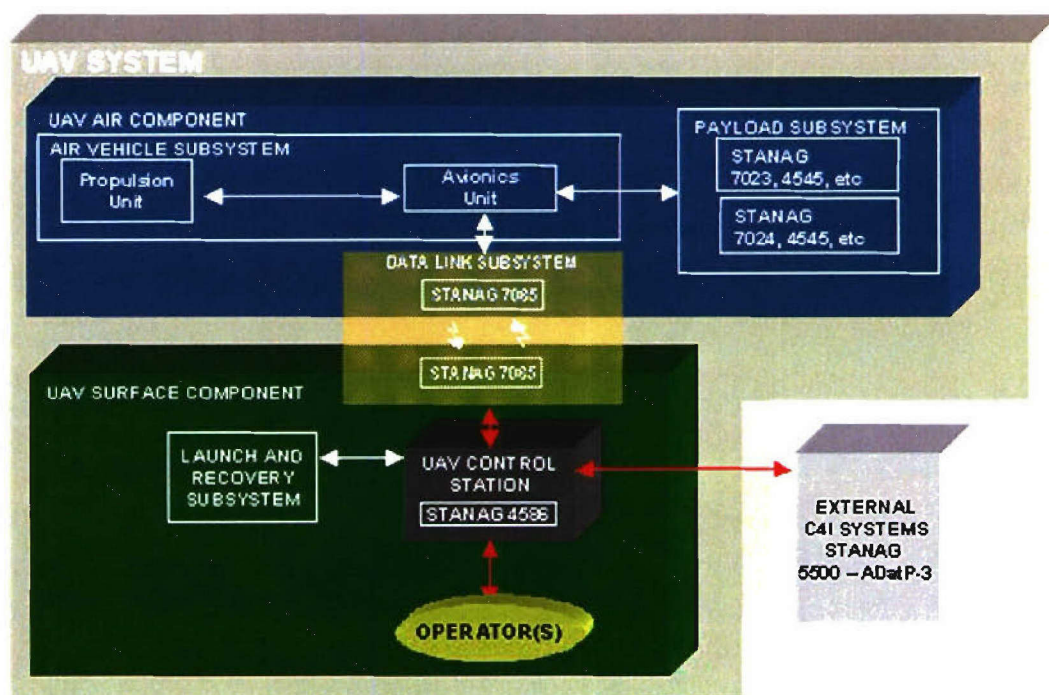 UAV SYSTEM
UAV AIR COMPONENT
AIR VEHICLE SUBSYSTEM
Propulsion
Unit
Avionics
Unit
PAYLOAD SUBSYSTEM
STANAG
7023, 4545, etc
STANAG
7024, 4545, etc
DATA LINK SUBSYSTEM
STANAG 7085
STANAG 7085
UAV SURFACE COMPONENT
LAUNCH AND
RECOVERY
SUBSYSTEM
UAV CONTROL
STATION
STANAG 4586
OPERATOR(S)
EXTERNAL
C4I SYSTEMS
STANAG
5500 – ADatP-3